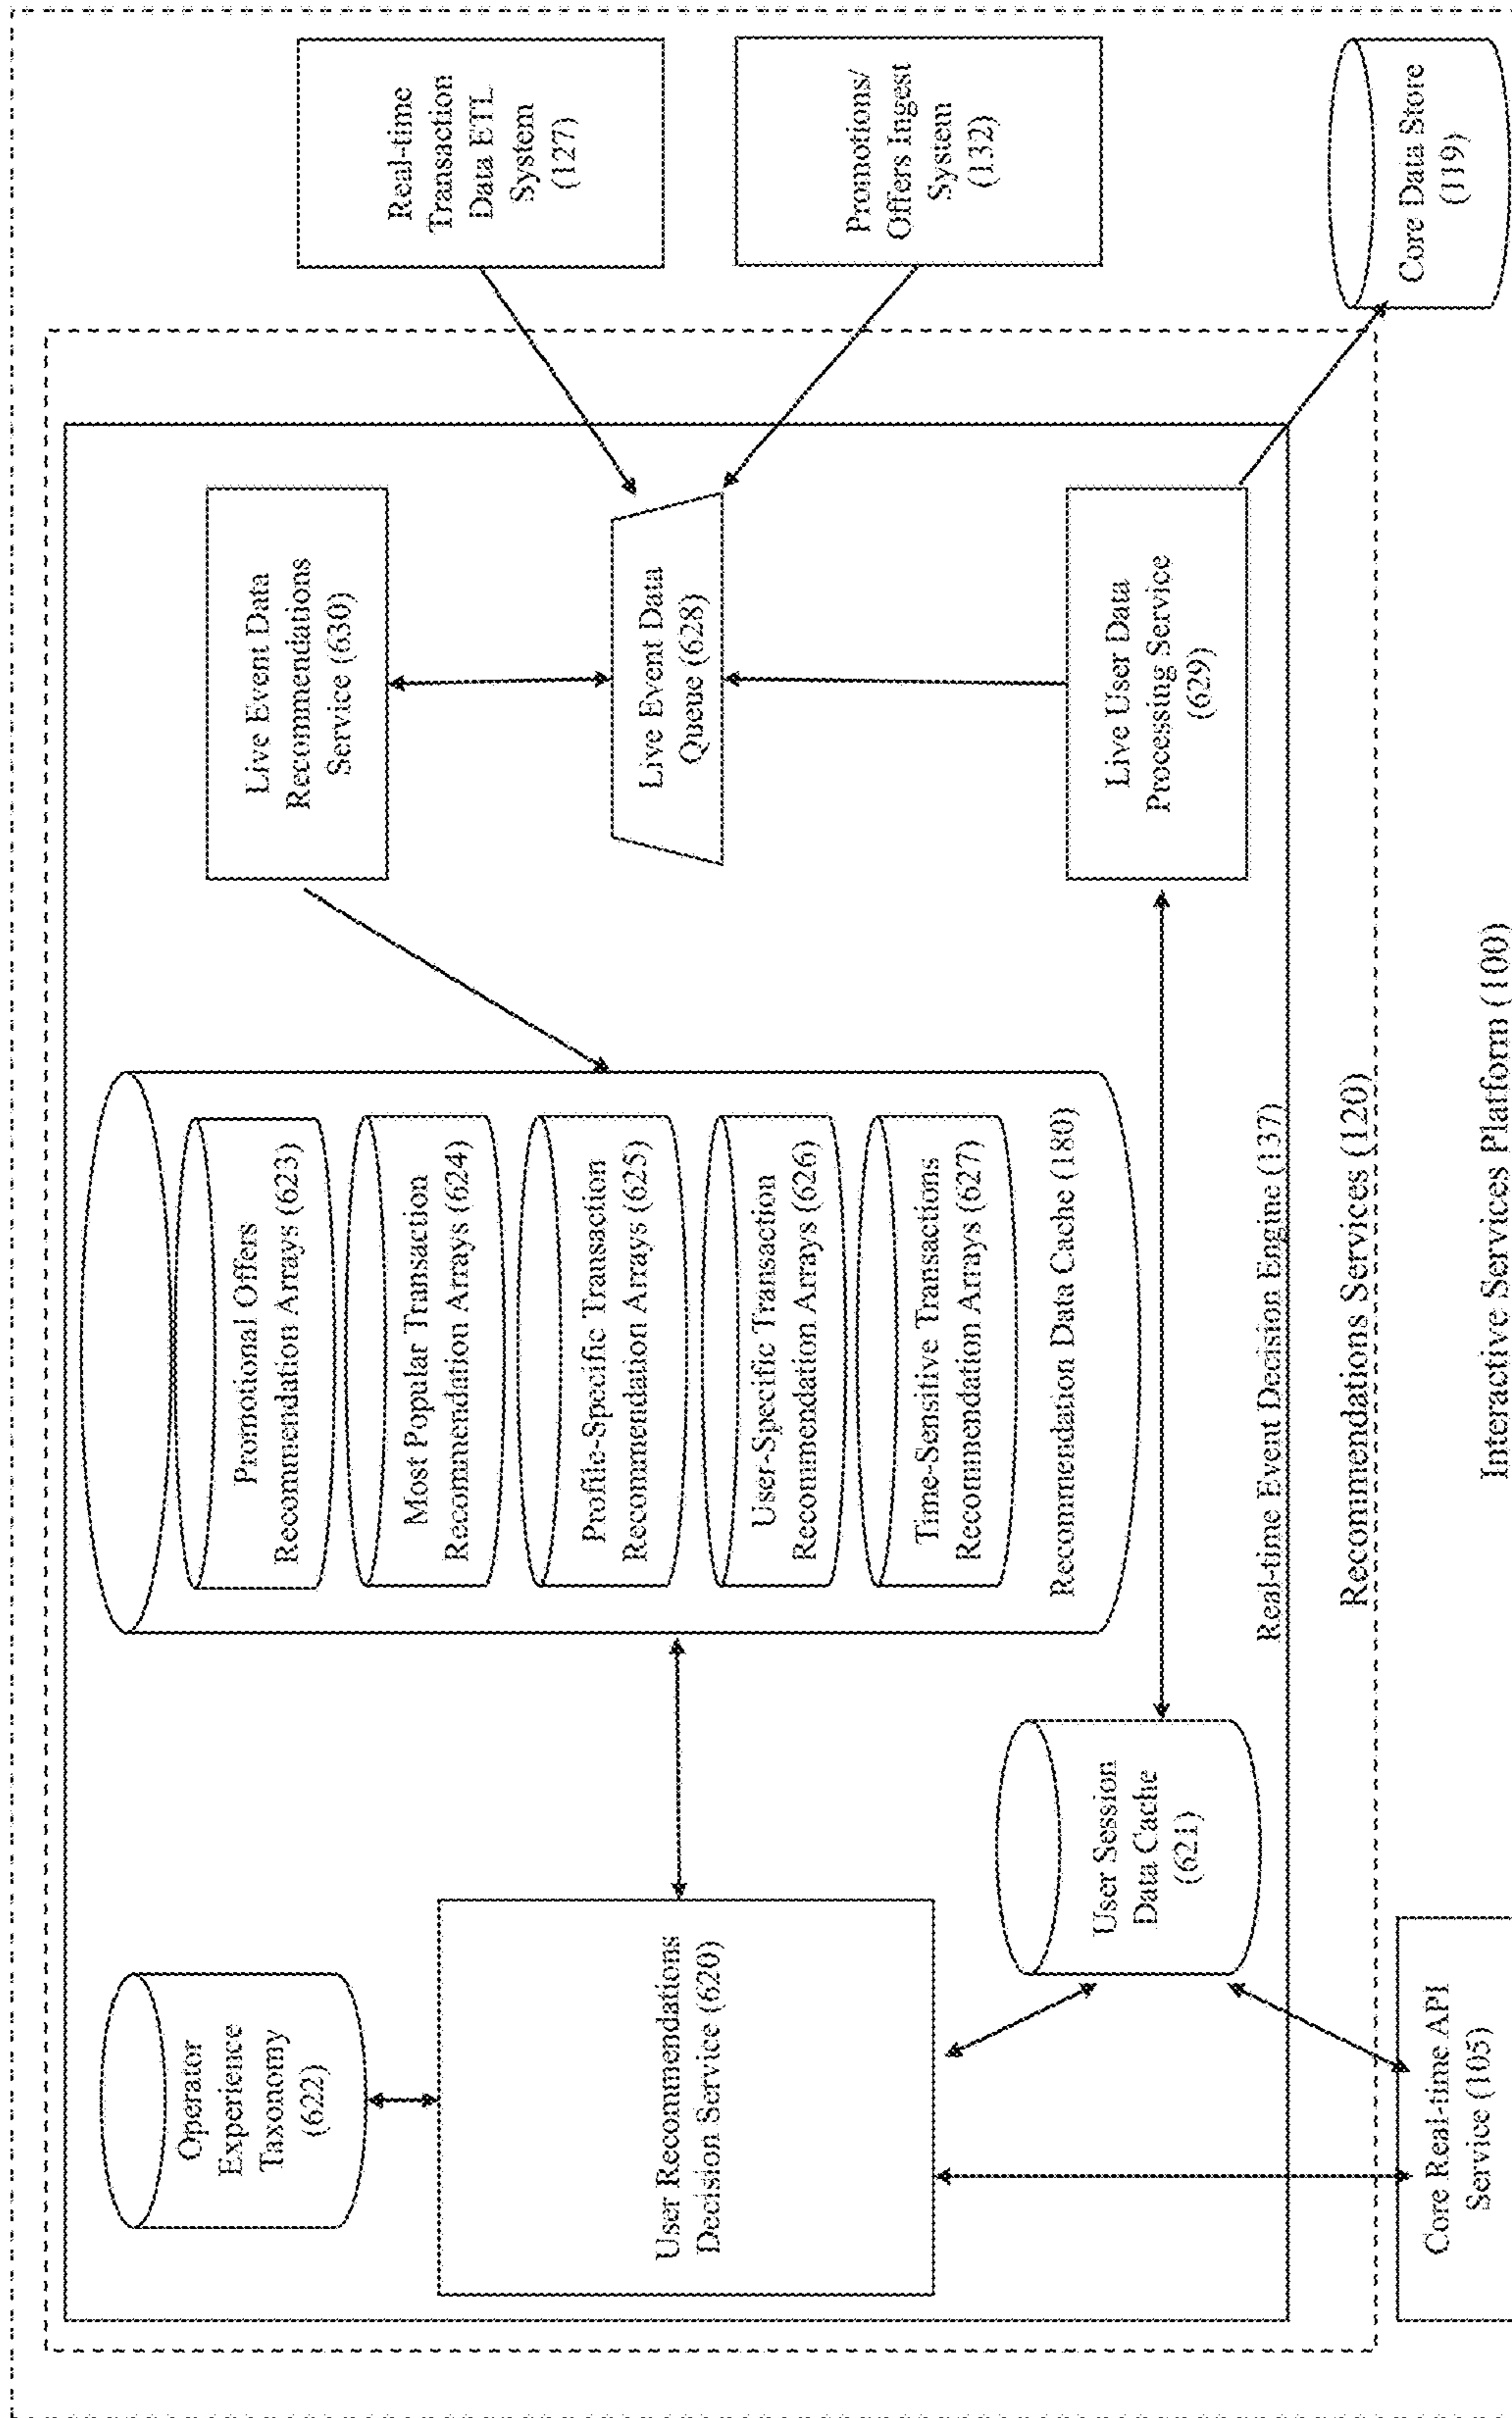 Operator
Experience
Taxonomy
(622)
User Recommendations
Decision Service (620)
User Session
Data Cache
(621)
Core Real-time API
Service (105)
Promotional Offers
Recommendation Arrays (623)
Most Popular Transaction
Recommendation Arrays (624)
Profile-Specific Transaction
Recommendation Arrays (625)
User-Specific Transaction
Recommendation Arrays (626)
Time-Sensitive Transactions
Recommendation Arrays (627)
Recommendation Data Cache (180)
Real-time Event Decision Engine (137)
Recommendations Services (120)
Interactive Services Platform (100)
Live Event Data
Recommendations
Service (630)
Live Event Data
Queue (628)
Live User Data
Processing Service
(629)
Real-time
Transaction
Data ETL
System
(127)
Promotions/
Offers Ingest
System
(132)
Core Data Store
(119)